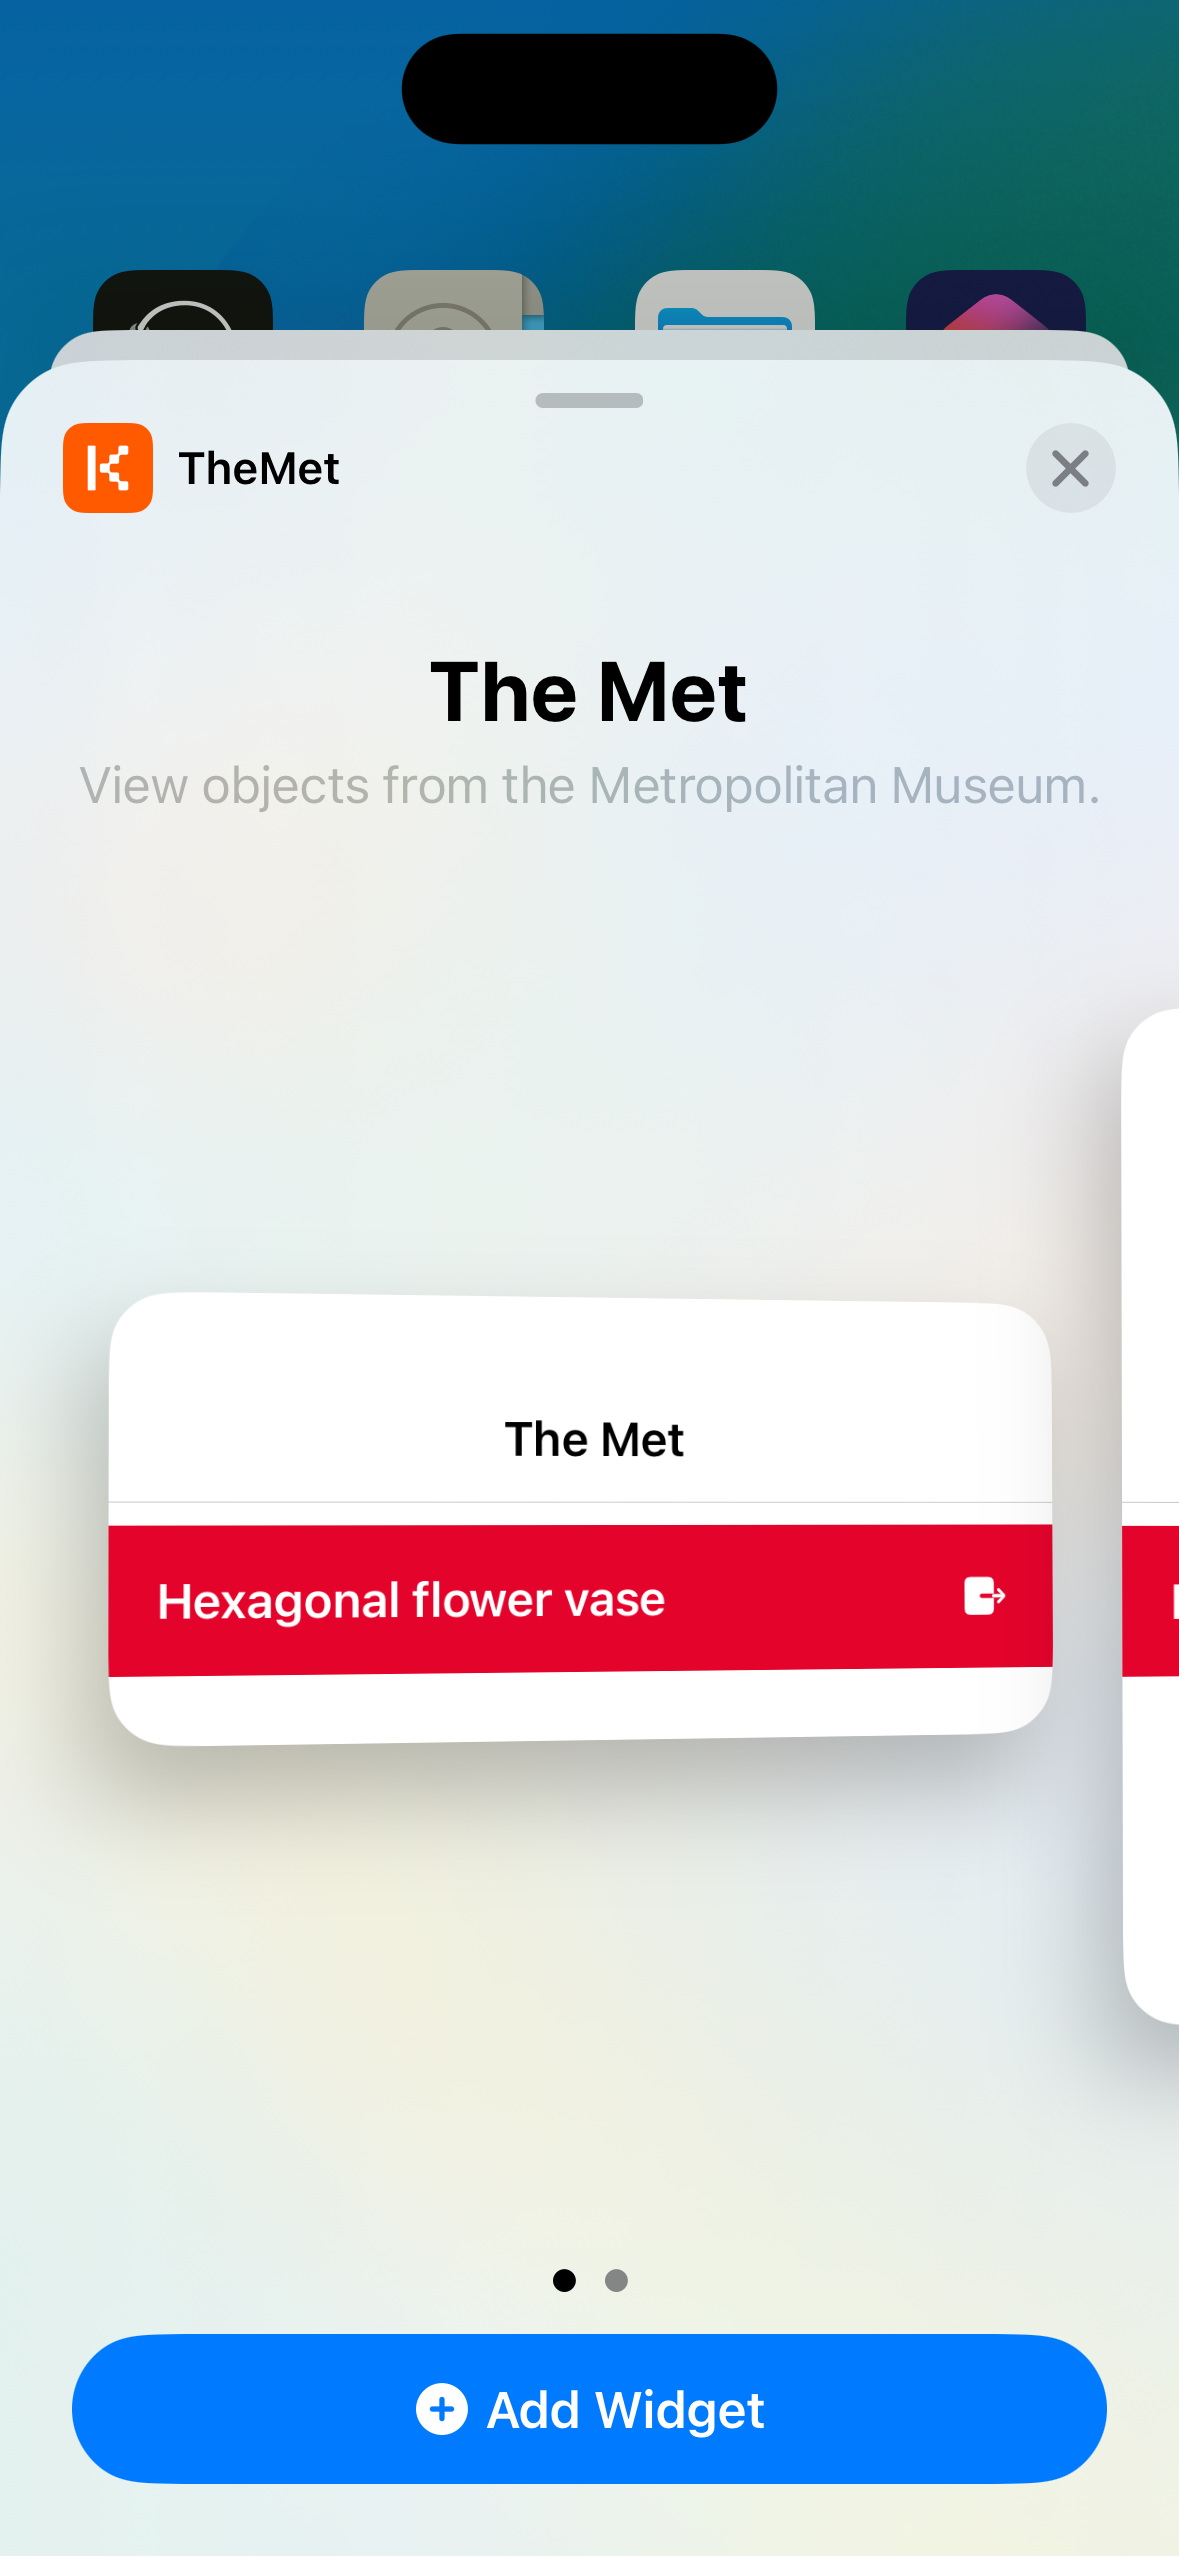 TheMet
The Met
View objects from the Metropolitan Museum.
The Met
Hexagonal flower vase
Add Widget